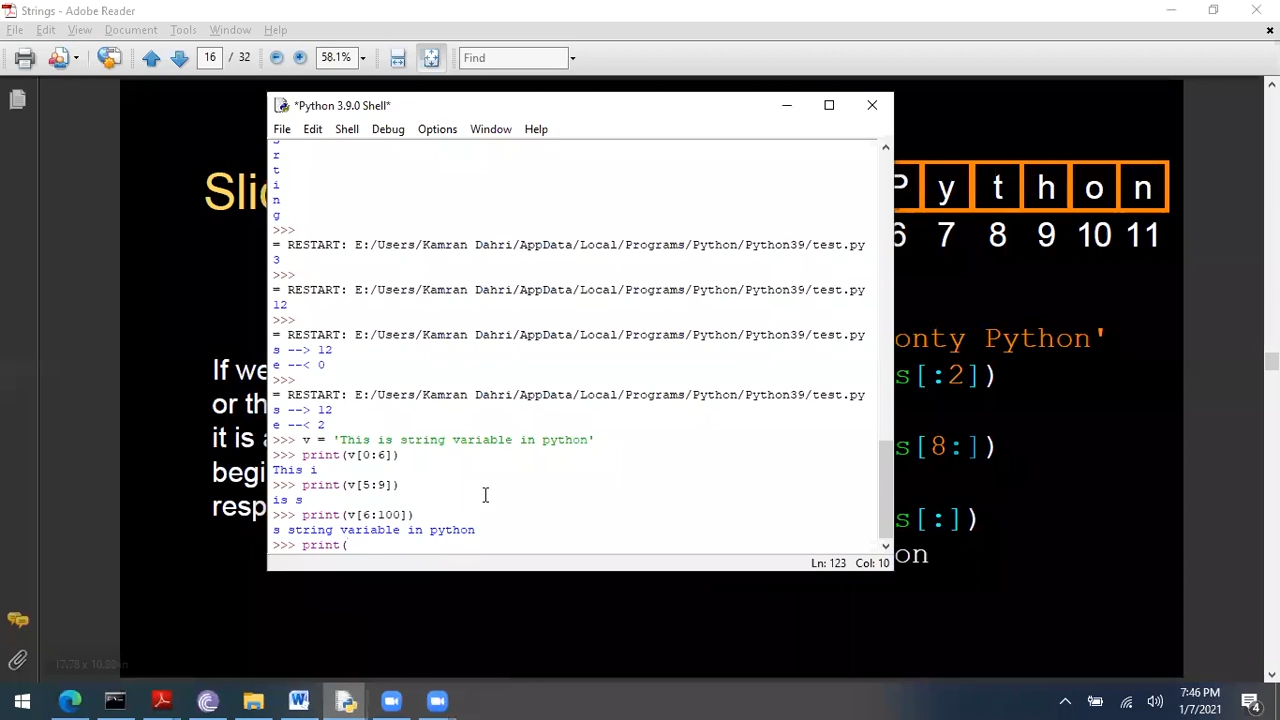 Strings - Adobe Reader
File Edit View Document Tools Window Help
16 / 32 58.1% Find
*Python 3.9.0 Shell*
File Edit Shell Debug Options Window Help
r
t
i
n
g
>>>
= RESTART: E:/Users/Kamran Dahri/AppData/Local/Programs/Python/Python39/test.py
3
>>>
= RESTART: E:/Users/Kamran Dahri/AppData/Local/Programs/Python/Python39/test.py
12
>>>
= RESTART: E:/Users/Kamran Dahri/AppData/Local/Programs/Python/Python39/test.py
s --> 12
e --< 0
>>>
= RESTART: E:/Users/Kamran Dahri/AppData/Local/Programs/Python/Python39/test.py
s --> 12
e --< 2
>>> v = 'This is string variable in python'
>>> print(v[0:6])
This i
>>> print(v[5:9])
is s
>>> print(v[6:100])
s string variable in python
>>> print(
Ln: 123 Col: 10
Slic
P y t h o n
6 7 8 9 10 11
If we
or th
it is a
begi
resp
onty Python'
s[:2])
s[8:])
s[:])
on
7:46 PM
1/7/2021
4